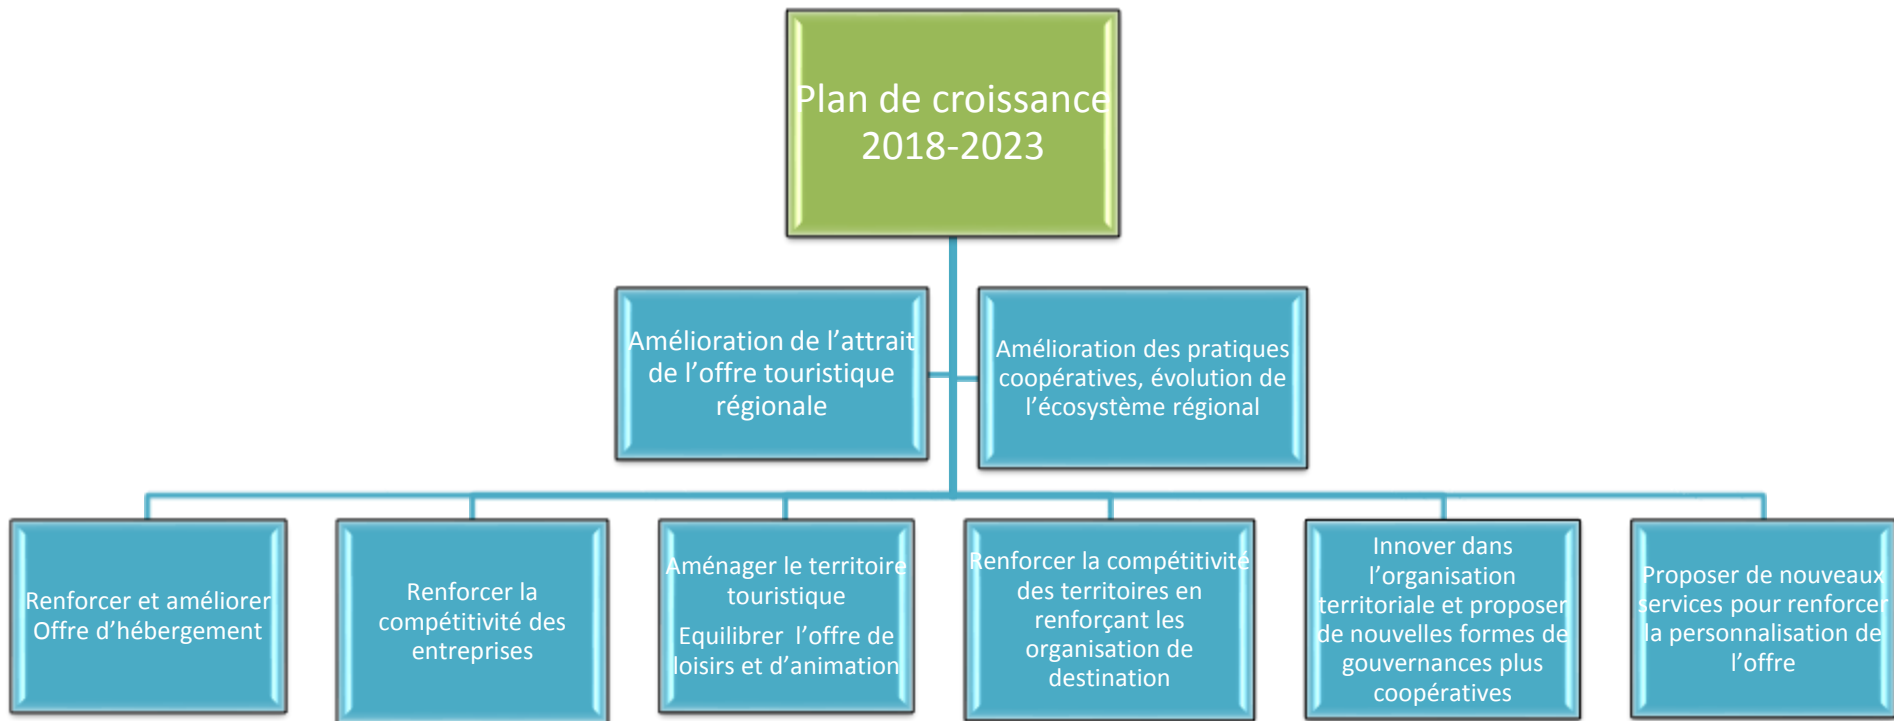 Plan de croissance
2018-2023
Amélioration de l’attrait
de l’offre touristique
régionale
Amélioration des pratiques
coopératives, évolution de
l’écosystème régional
Renforcer et améliorer
Offre d’hébergement
Renforcer la
compétitivité des
entreprises
Aménager le territoire
touristique
Equilibrer l’offre de
loisirs et d’animation
Renforcer la compétitivité
des territoires en
renforçant les
organisation de
destination
Innover dans
l’organisation
territoriale et proposer
de nouvelles formes de
gouvernances plus
coopératives
Proposer de nouveaux
services pour renforcer
la personnalisation de
l’offre